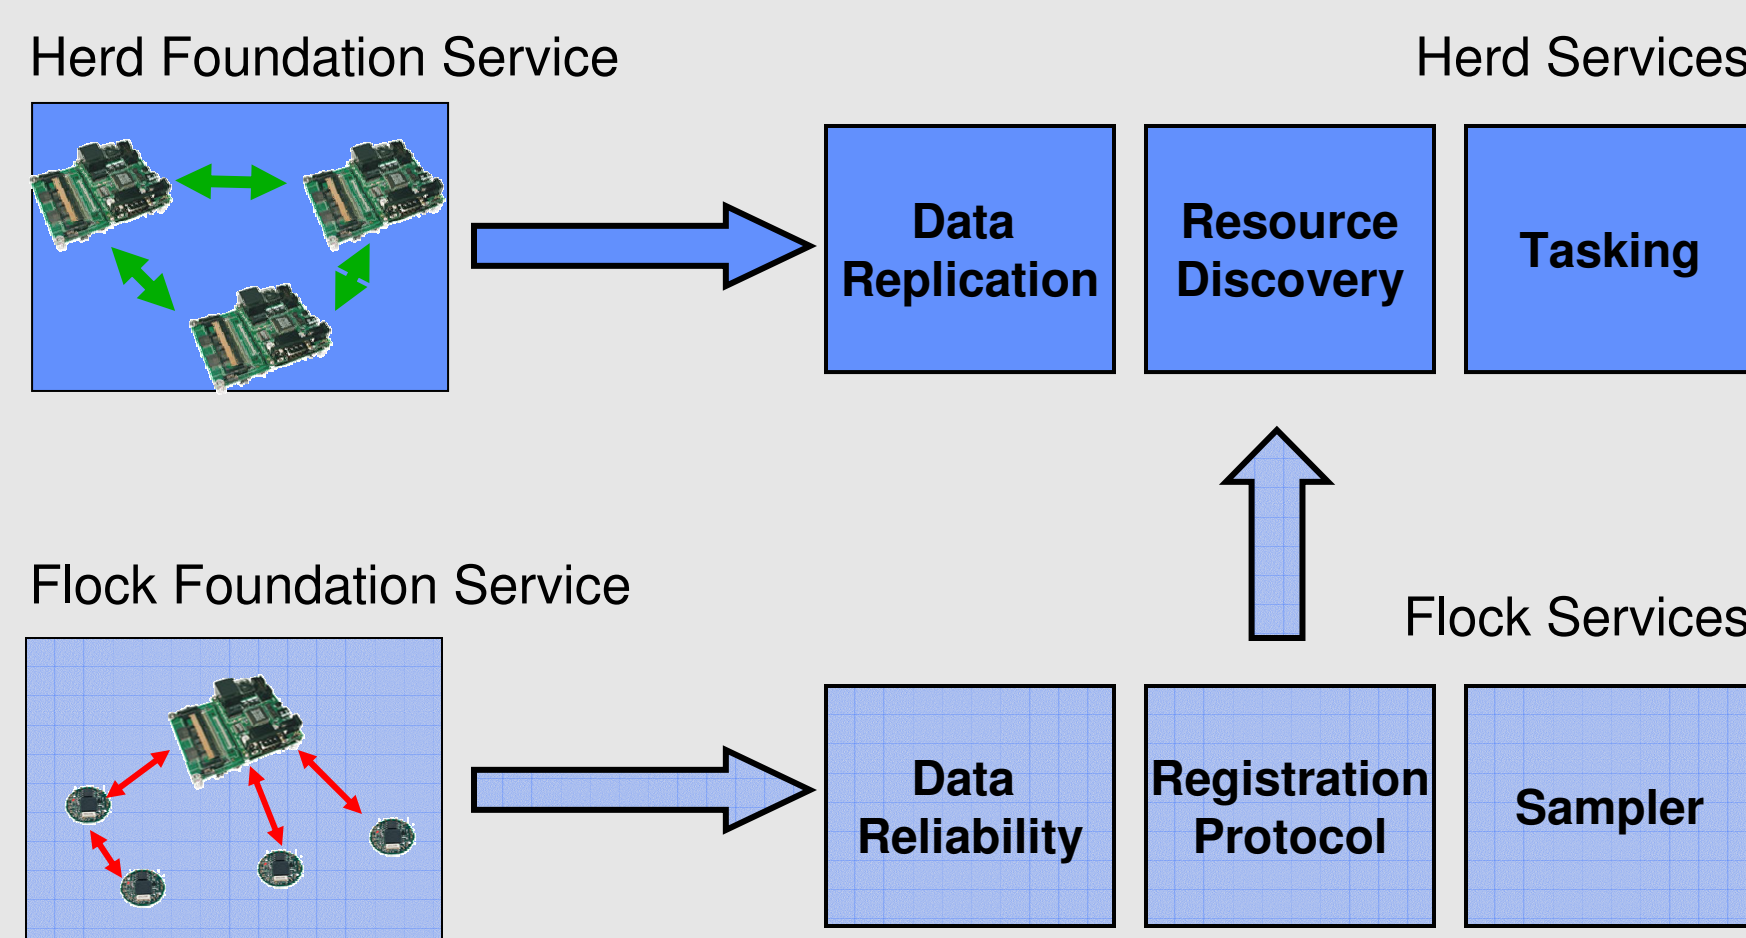 Herd Foundation Service
Herd Services
Data
Replication
Resource
Discovery
Tasking
Flock Foundation Service
Flock Services
Data
Reliability
Registration
Protocol
Sampler